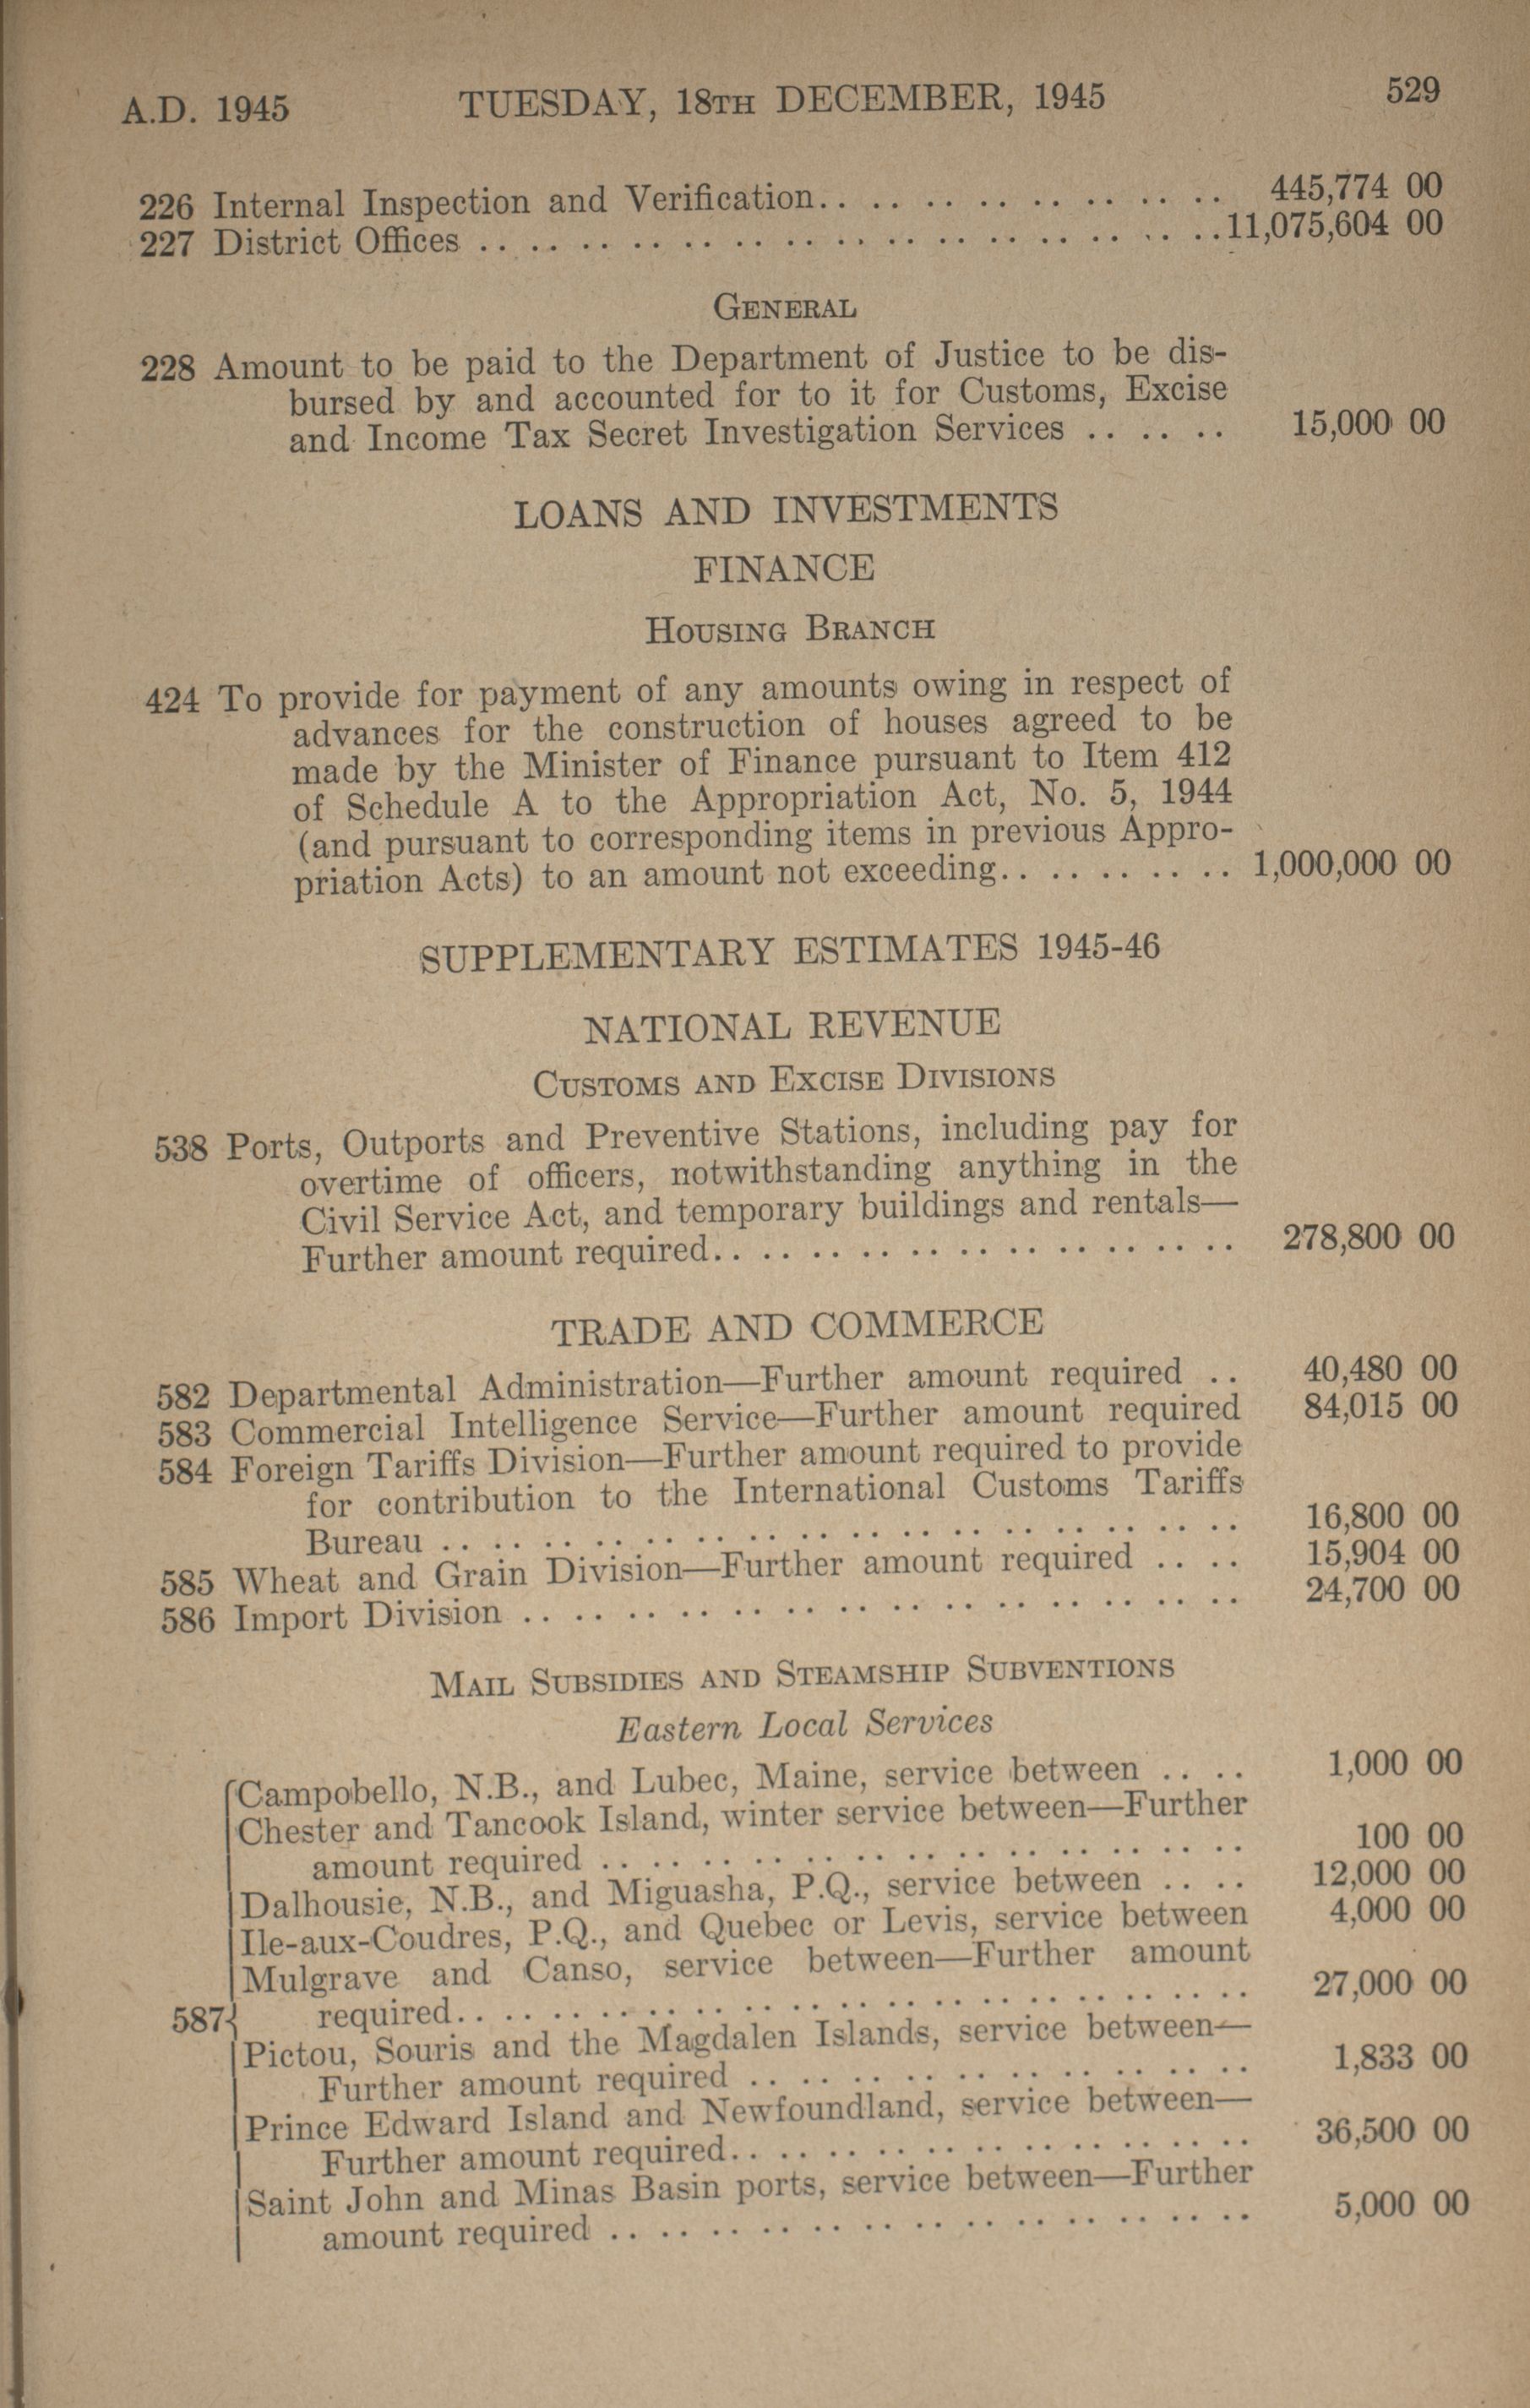 A.D. 1945 TUESDAY, 18TH DECEMBER, 1945 529
226 Internal Inspection and Verification. . . . . . . . . . . . . . . . . 445,774 00
227 District Offices . . . . . . . . . . . . . . . . . . . . . . . . . . . . . . 11,075,604 00
GENERAL
228 Amount to be paid to the Department of Justice to be dis-
bursed by and accounted for to it for Customs, Excise
and Income Tax Secret Investigation Services . . . . . . 15,000 00
LOANS AND INVESTMENTS
FINANCE
HOUSING BRANCH
424 To provide for payment of any amounts owing in respect of
advances for the construction of houses agreed to be
made by the Minister of Finance pursuant to Item 412
of Schedule A to the Appropriation Act, No. 5, 1944
(and pursuant to corresponding items in previous Appro-
priation Acts) to an amount not exceeding. . . . . . . . . . 1,000,000 00
SUPPLEMENTARY ESTIMATES 1945-46
NATIONAL REVENUE
CUSTOMS AND EXCISE DIVISIONS
538 Ports, Outports and Preventive Stations, including pay for
overtime of officers, notwithstanding anything in the
Civil Service Act, and temporary buildings and rentals—
Further amount required. . . . . . . . . . . . . . . . . . . . . . 278,800 00
TRADE AND COMMERCE
582 Departmental Administration—Further amount required . . 40,480 00
583 Commercial Intelligence Service—Further amount required 84,015 00
584 Foreign Tariffs Division—Further amount required to provide
for contribution to the International Customs Tariffs
Bureau . . . . . . . . . . . . . . . . . . . . . . . . . . . . . . . . 16,800 00
585 Wheat and Grain Division—Further amount required . . . . 15,904 00
586 Import Division . . . . . . . . . . . . . . . . . . . . . . . . . . . . 24,700 00
MAIL SUBSIDIES AND STEAMSHIP SUBVENTIONS
Eastern Local Services
Campobello, N.B., and Lubec, Maine, service between . . . . 1,000 00
Chester and Tancook Island, winter service between—Further
amount required . . . . . . . . . . . . . . . . . . . . . . . . . . 100 00
Dalhousie, N.B., and Miguasha, P.Q., service between . . . . 12,000 00
Ile-aux-Coudres, P.Q., and Quebec or Levis, service between 4,000 00
Mulgrave and Canso, service between—Further amount
587{ required. . . . . . . . . . . . . . . . . . . . . . . . . . . . . . . . 27,000 00
Pictou, Souris and the Magdalen Islands, service between—
Further amount required . . . . . . . . . . . . . . . . . . . . 1,833 00
Prince Edward Island and Newfoundland, service between—
Further amount required. . . . . . . . . . . . . . . . . . . . . 36,500 00
Saint John and Minas Basin ports, service between—Further
amount required . . . . . . . . . . . . . . . . . . . . . . . . . . 5,000 00